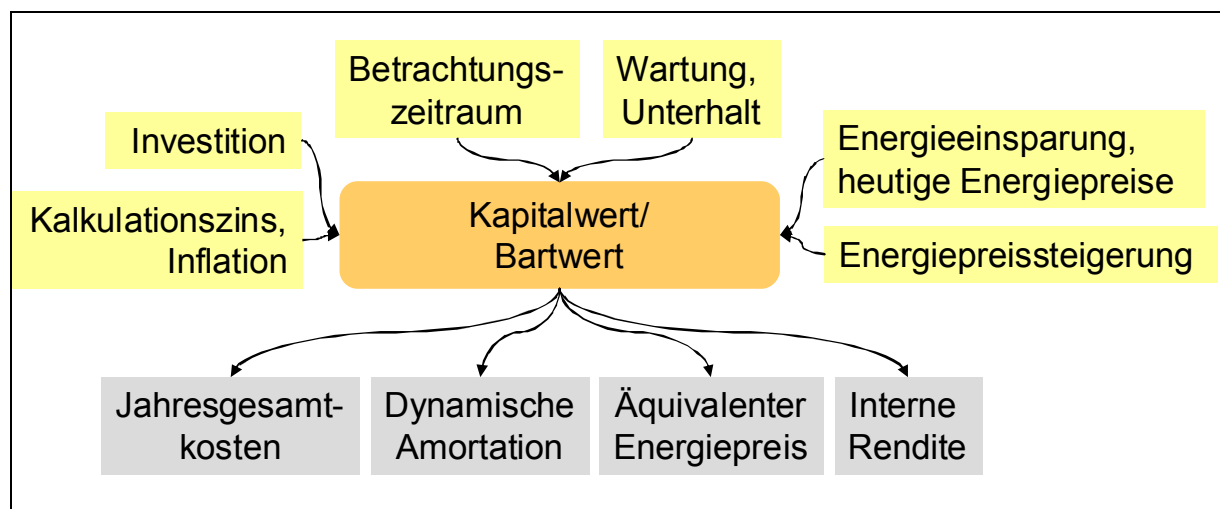 Betrachtungs-
zeitraum
Wartung,
Unterhalt
Investition
Energieeinsparung,
heutige Energiepreise
Kalkulationszins,
Inflation
Kapitalwert/
Bartwert
Energiepreissteigerung
Jahresgesamt-
kosten
Dynamische
Amortation
Äquivalenter
Energiepreis
Interne
Rendite